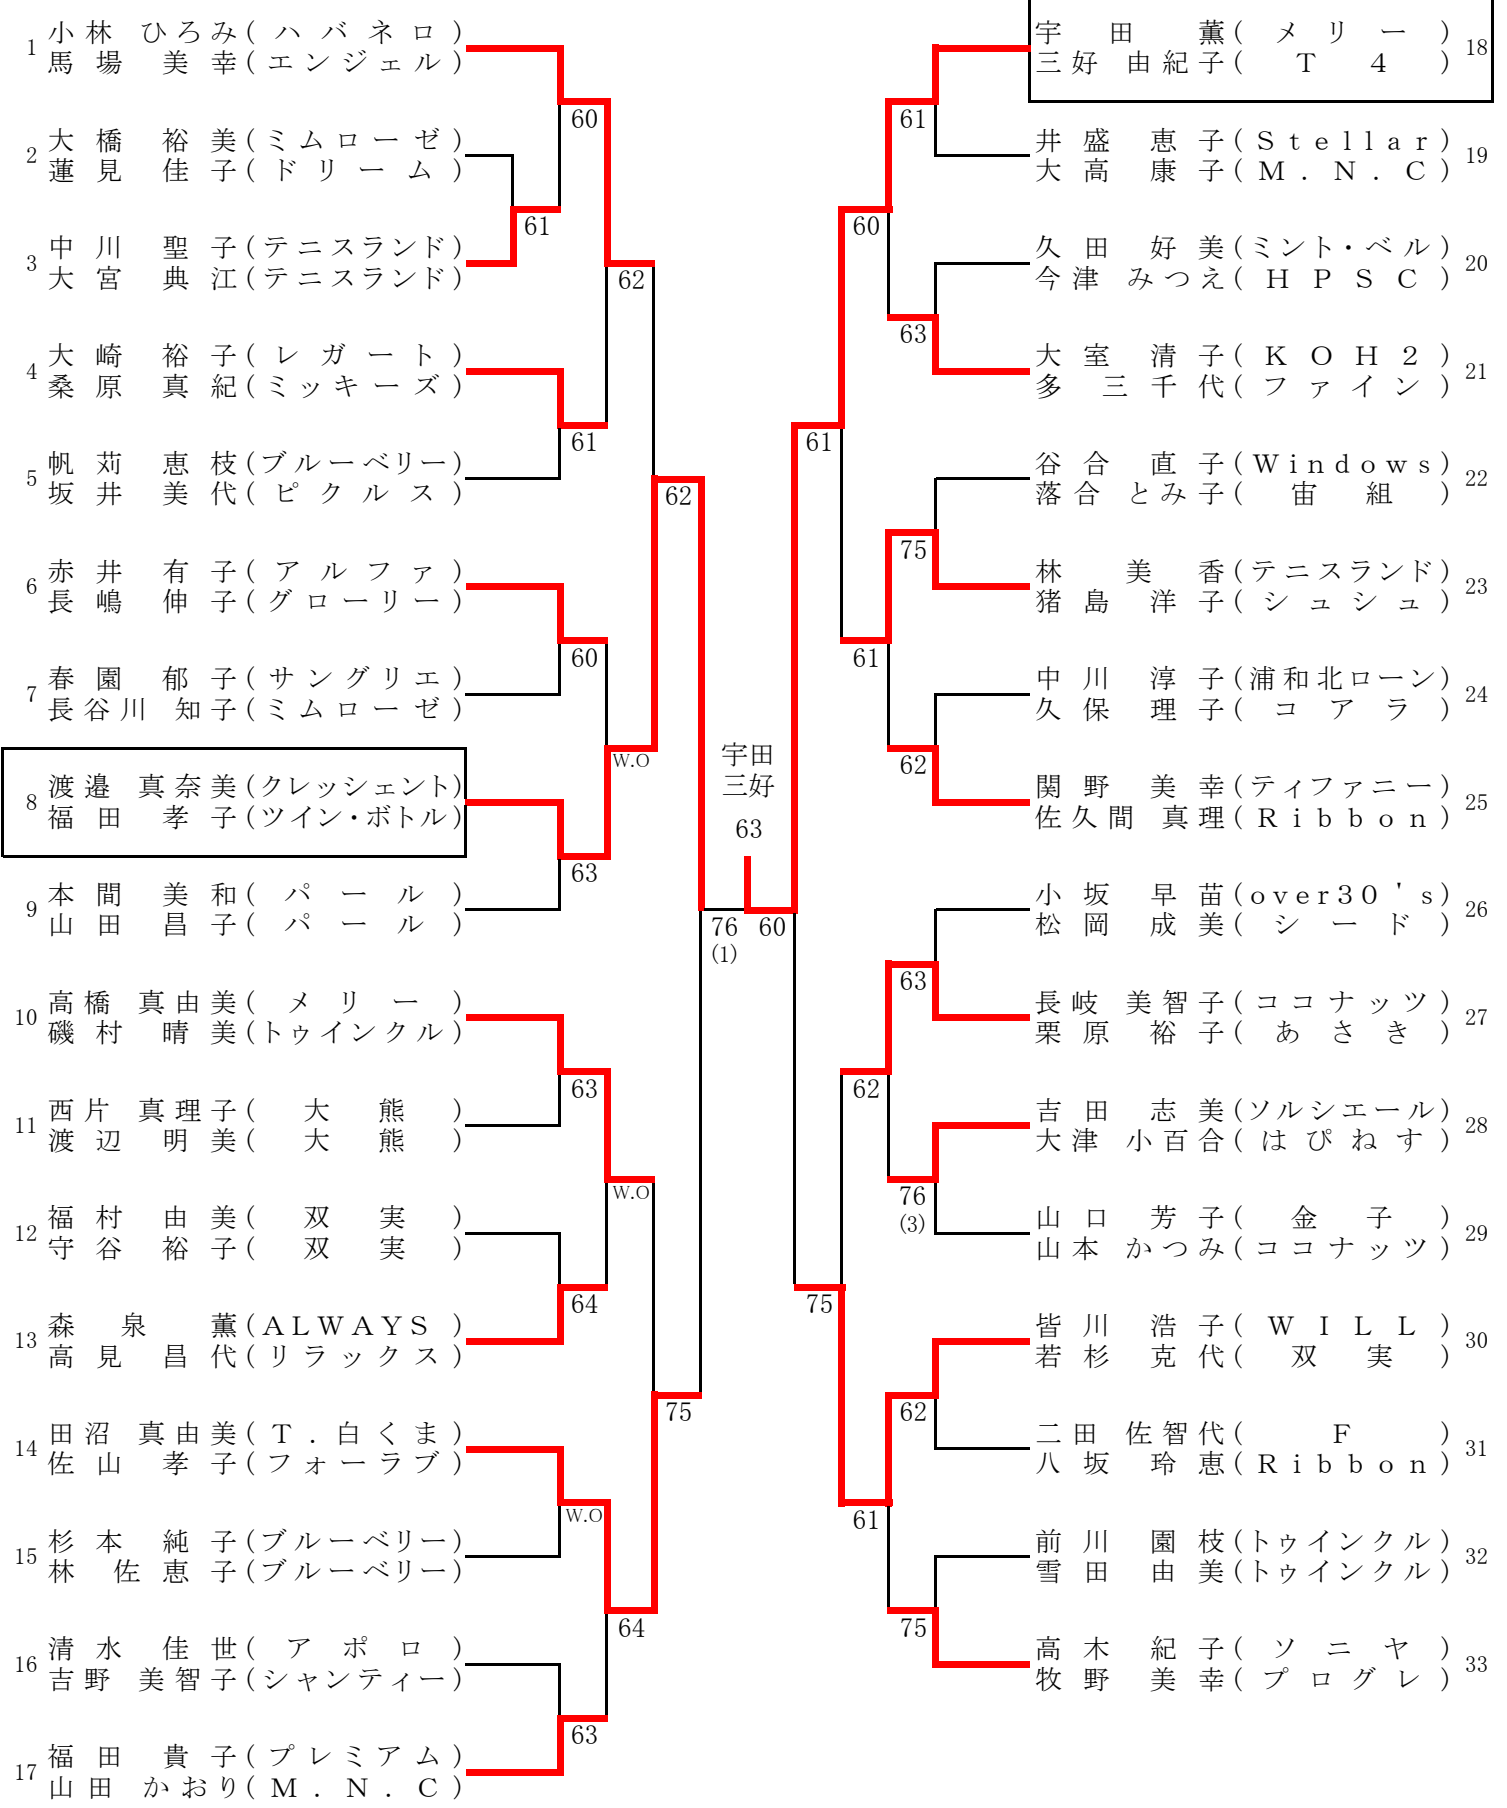 1 小林 ひろみ(ハバネロ)
馬場 美幸(エンジェル)
60
2 大橋 裕美(ミムローゼ)
蓮見 佳子(ドリーム)
61
3 中川 聖子(テニスランド)
大宮 典江(テニスランド)
62
4 大崎 裕子(レガート)
桑原 真紀(ミッキーズ)
61
5 帆苅 恵枝(ブルーベリー)
坂井 美代(ピクルス)
62
6 赤井 有子(アルファ)
長嶋 伸子(グローリー)
60
7 春園 郁子(サングリエ)
長谷川 知子(ミムローゼ)
W.O
8 渡邉 真奈美(クレッシェント)
福田 孝子(ツイン・ボトル)
63
9 本間 美和(パール)
山田 昌子(パール)
76
(1)
10 高橋 真由美(メリー)
磯村 晴美(トゥインクル)
63
11 西片 真理子(大熊)
渡辺 明美(大熊)
W.O
12 福村 由美(双実)
守谷 裕子(双実)
64
13 森 泉 薫(ALWAYS)
高見 昌代(リラックス)
75
14 田沼 真由美(T.白くま)
佐山 孝子(フォーラブ)
W.O
15 杉本 純子(ブルーベリー)
林 佐恵子(ブルーベリー)
64
16 清水 佳世(アポロ)
吉野 美智子(シャンティー)
63
17 福田 貴子(プレミアム)
山田 かおり(M.N.C)
宇田
三好
63
60
宇田 薫(メリー) 18
三好 由紀子(T4)
61
井盛 恵子(Stellar) 19
大高 康子(M.N.C)
60
久田 好美(ミント・ベル) 20
今津 みつえ(HPSC)
63
大室 清子(KOH2) 21
多 三千代(ファイン)
61
谷合 直子(Windows) 22
落合 とみ子(宙組)
75
林 美香(テニスランド) 23
猪島 洋子(シュシュ)
61
中川 淳子(浦和北ローン) 24
久保 理子(コアラ)
62
関野 美幸(ティファニー) 25
佐久間 真理(Ribbon)
小坂 早苗(over30's) 26
松岡 成美(シード)
63
長岐 美智子(ココナッツ) 27
栗原 裕子(あさき)
62
吉田 志美(ソルシエール) 28
大津 小百合(はぴねす)
76
(3)
山口 芳子(金子) 29
山本 かつみ(ココナッツ)
75
皆川 浩子(WILL) 30
若杉 克代(双実)
62
二田 佐智代(F) 31
八坂 玲恵(Ribbon)
61
前川 園枝(トゥインクル) 32
雪田 由美(トゥインクル)
75
高木 紀子(ソニヤ) 33
牧野 美幸(プログレ)